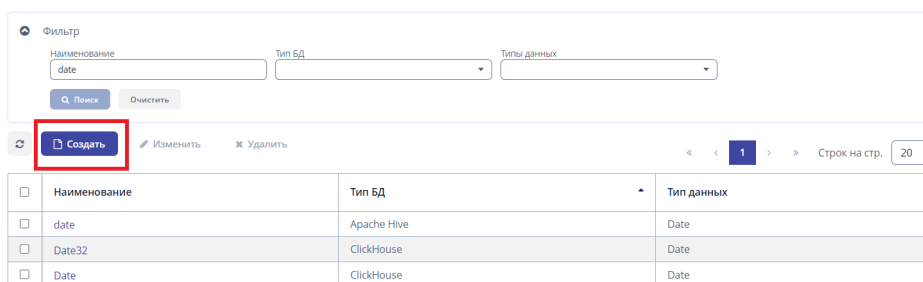 Фильтр
Наименование Тип БД Типы данных
date
Поиск Очистить
Создать Изменить Удалить « < 1 > » Строк на стр. 20
Наименование Тип БД Тип данных
date Apache Hive Date
Date32 ClickHouse Date
Date ClickHouse Date